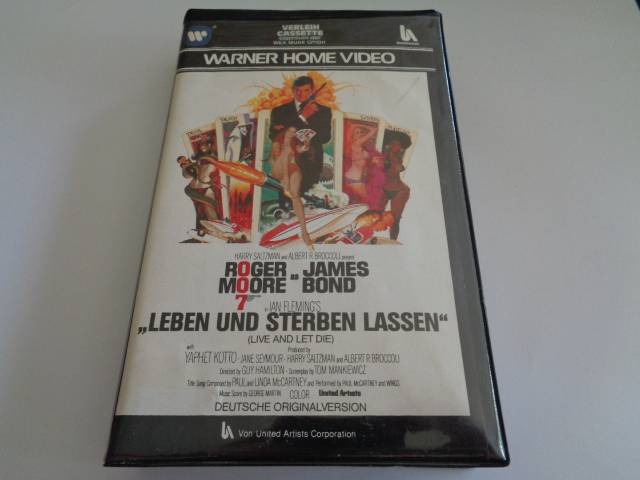 VERLEIH
CASSETTE
WEA MUSIK GMBH
WARNER HOME VIDEO
HARRY SALTZMAN and ALBERT R. BROCCOLI present
ROGER MOORE as JAMES BOND
007
in IAN FLEMING'S
„LEBEN UND STERBEN LASSEN"
(LIVE AND LET DIE)
with YAPHET KOTTO · JANE SEYMOUR · Produced by HARRY SALTZMAN and ALBERT R. BROCCOLI
Directed by GUY HAMILTON · Screenplay by TOM MANKIEWICZ
Title Song Composed by PAUL and LINDA McCARTNEY and Performed by PAUL McCARTNEY and WINGS
Music Score by GEORGE MARTIN COLOR United Artists
DEUTSCHE ORIGINALVERSION
Von United Artists Corporation